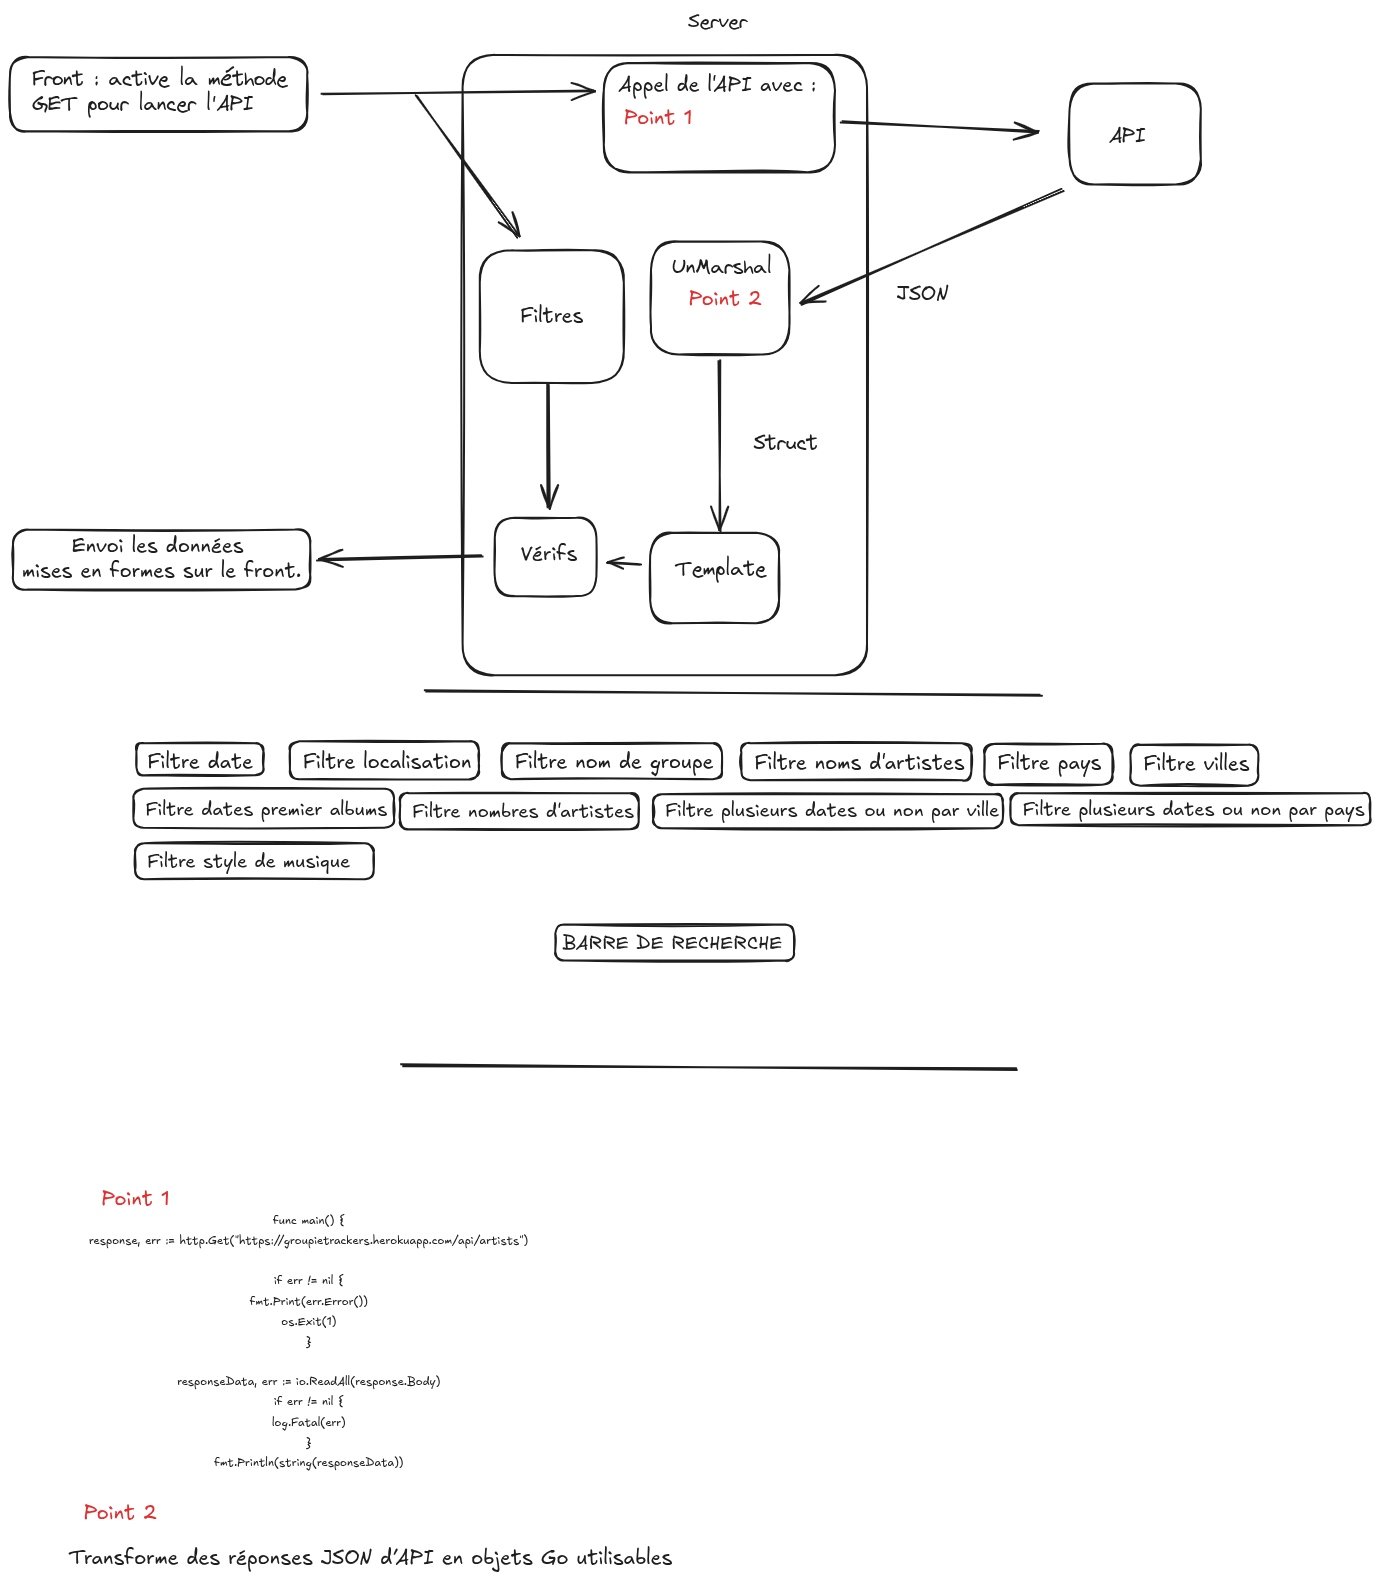 Server
Front : active la méthode
GET pour lancer l'API
Appel de l'API avec :
Point 1
API
UnMarshal
Point 2
JSON
Filtres
Struct
Vérifs
Template
Envoi les données
mises en formes sur le front.
Filtre date
Filtre localisation
Filtre nom de groupe
Filtre noms d'artistes
Filtre pays
Filtre villes
Filtre dates premier albums
Filtre nombres d'artistes
Filtre plusieurs dates ou non par ville
Filtre plusieurs dates ou non par pays
Filtre style de musique
BARRE DE RECHERCHE
Point 1
func main() {
response, err := http.Get("https://groupietrackers.herokuapp.com/api/artists")
if err != nil {
fmt.Print(err.Error())
os.Exit(1)
}
responseData, err := io.ReadAll(response.Body)
if err != nil {
log.Fatal(err)
}
fmt.Println(string(responseData))
Point 2
Transforme des réponses JSON d'API en objets Go utilisables